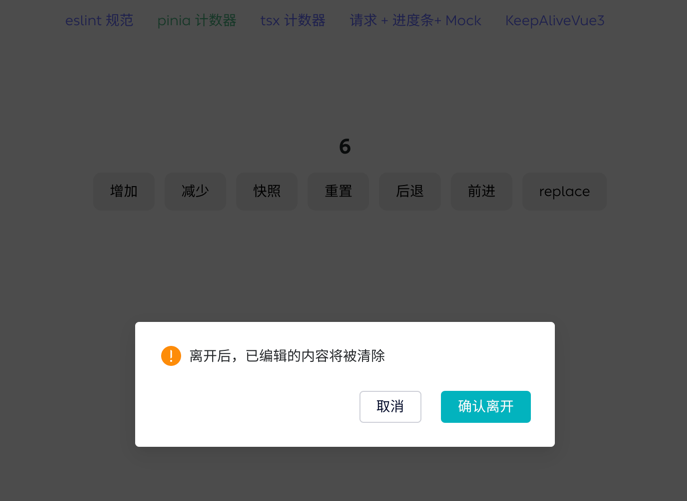 eslint 规范 pinia 计数器 tsx 计数器 请求 + 进度条+ Mock KeepAliveVue3
6
增加 减少 快照 重置 后退 前进 replace
离开后，已编辑的内容将被清除
取消 确认离开